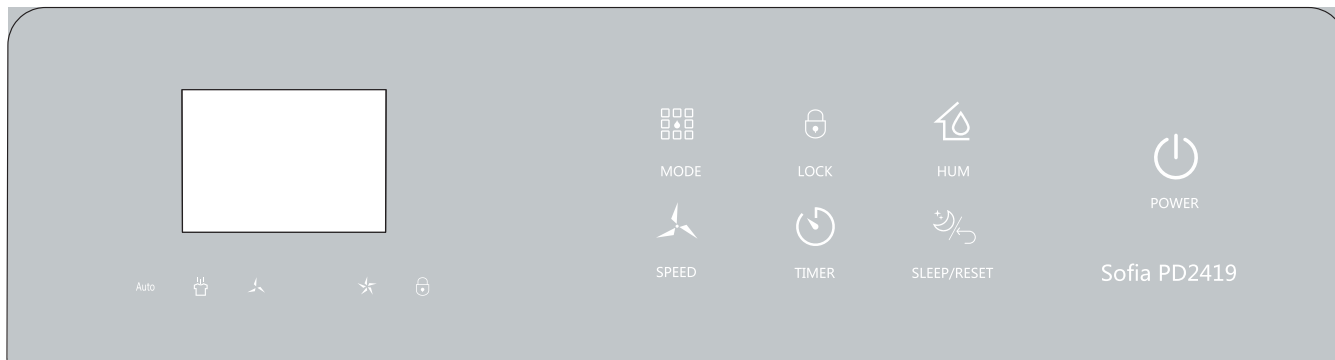 MODE LOCK HUM
POWER
SPEED TIMER SLEEP/RESET
Sofia PD2419
Auto